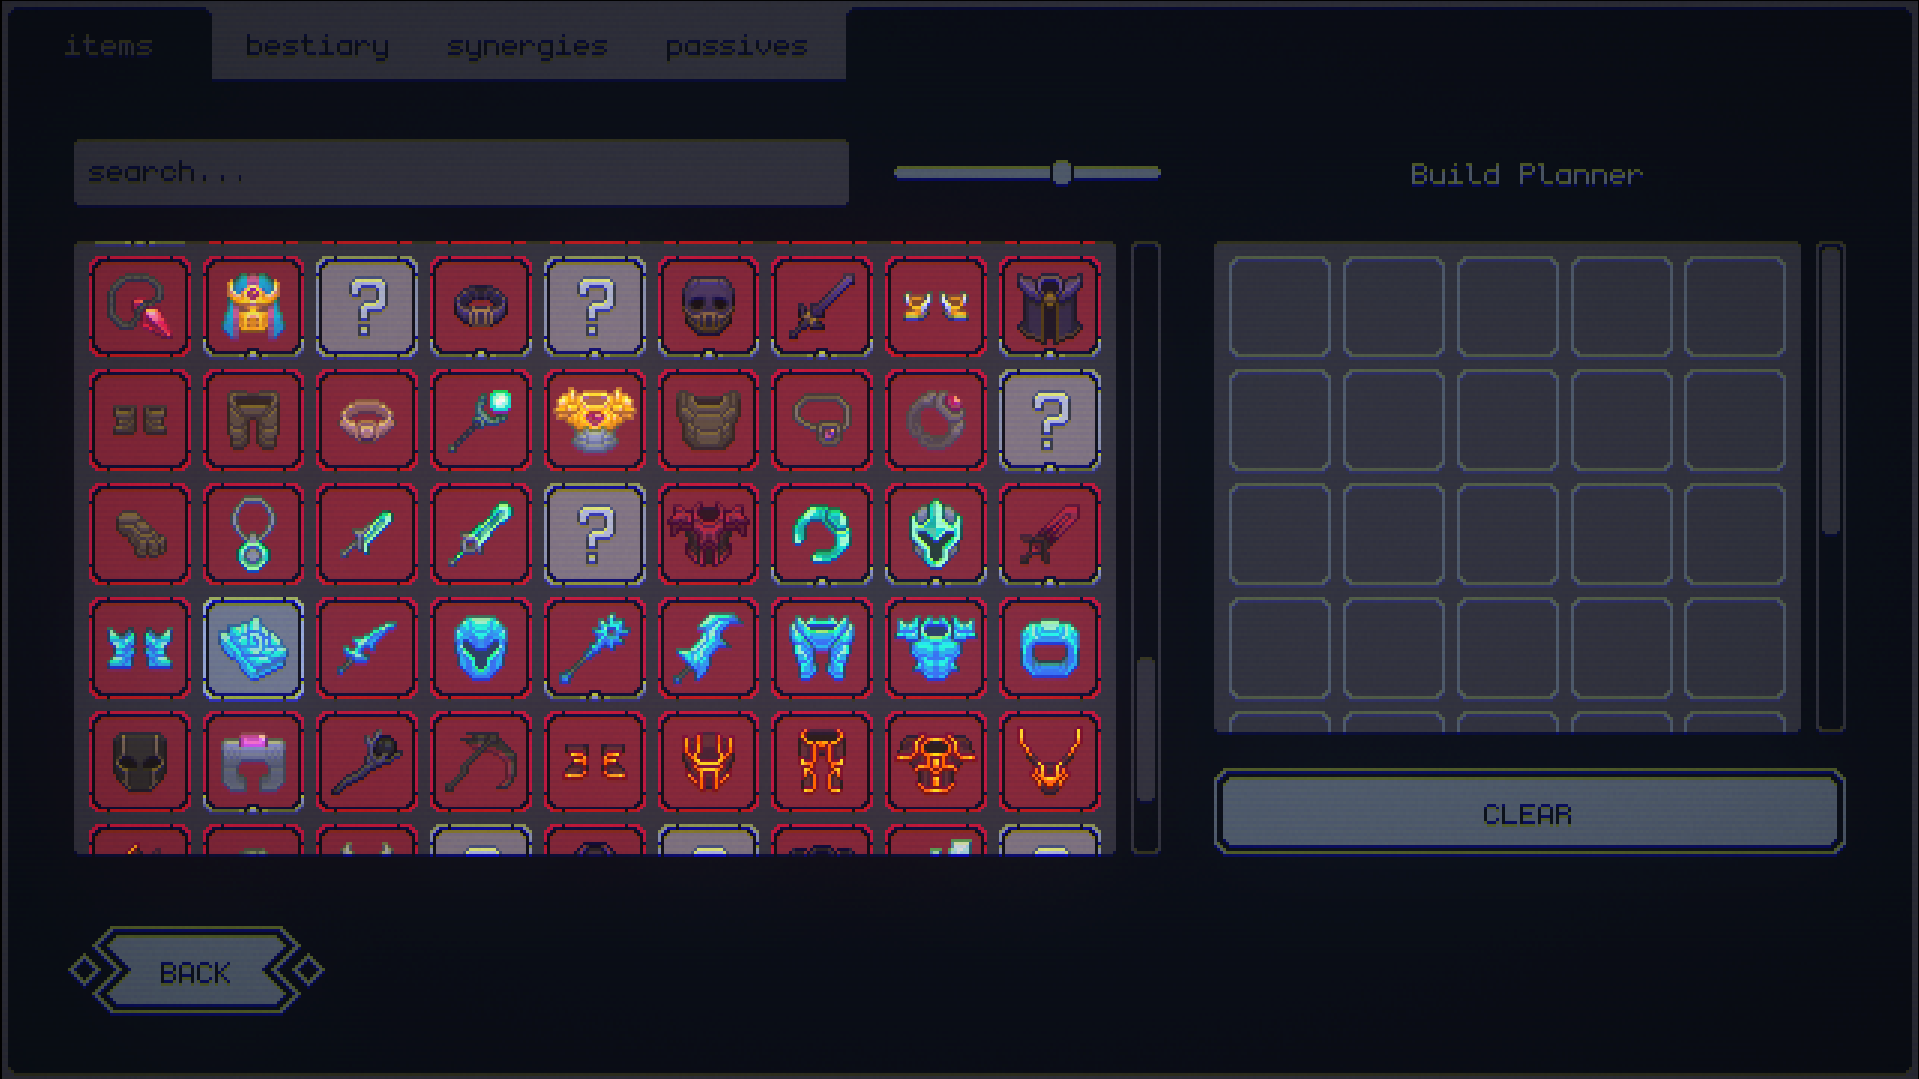 items
bestiary
synergies
passives
search...
Build Planner
?
?
?
?
CLEAR
BACK